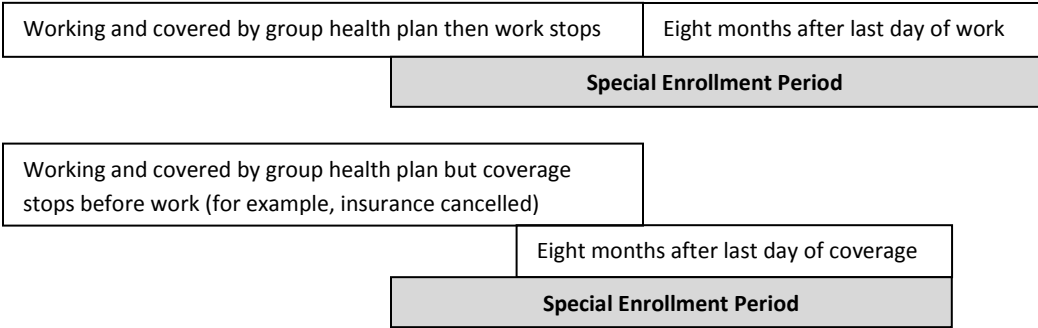 Working and covered by group health plan then work stops
Eight months after last day of work
Special Enrollment Period
Working and covered by group health plan but coverage
stops before work (for example, insurance cancelled)
Eight months after last day of coverage
Special Enrollment Period